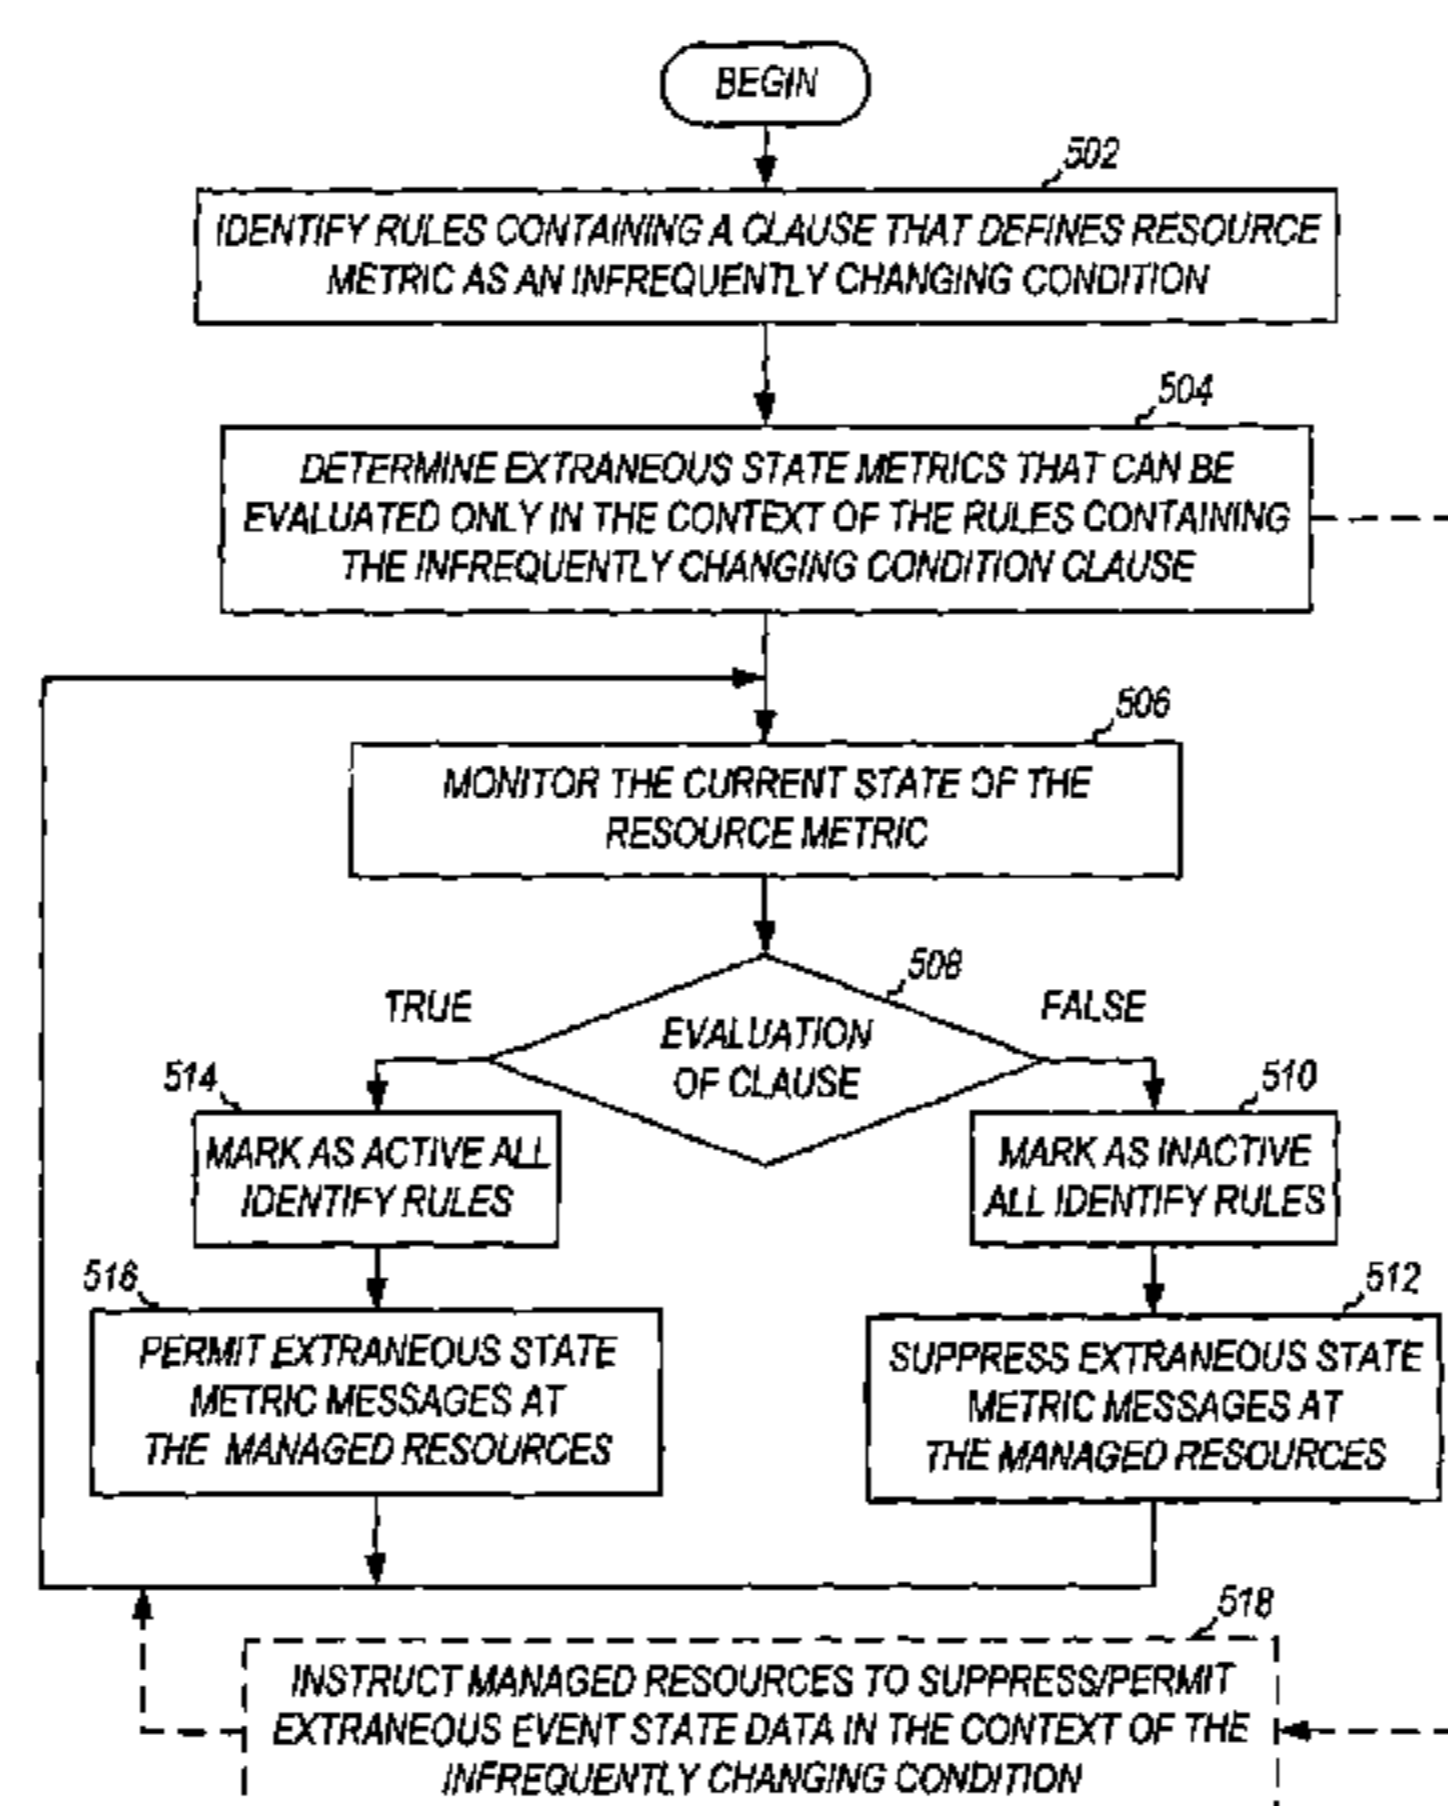 BEGIN
502
IDENTIFY RULES CONTAINING A CLAUSE THAT DEFINES RESOURCE
METRIC AS AN INFREQUENTLY CHANGING CONDITION
504
DETERMINE EXTRANEOUS STATE METRICS THAT CAN BE
EVALUATED ONLY IN THE CONTEXT OF THE RULES CONTAINING
THE INFREQUENTLY CHANGING CONDITION CLAUSE
506
MONITOR THE CURRENT STATE OF THE
RESOURCE METRIC
508
TRUE
FALSE
EVALUATION
OF CLAUSE
514
MARK AS ACTIVE ALL
IDENTIFY RULES
510
MARK AS INACTIVE
ALL IDENTIFY RULES
516
PERMIT EXTRANEOUS STATE
METRIC MESSAGES AT
THE MANAGED RESOURCES
512
SUPPRESS EXTRANEOUS STATE
METRIC MESSAGES AT
THE MANAGED RESOURCES
518
INSTRUCT MANAGED RESOURCES TO SUPPRESS/PERMIT
EXTRANEOUS EVENT STATE DATA IN THE CONTEXT OF THE
INFREQUENTLY CHANGING CONDITION